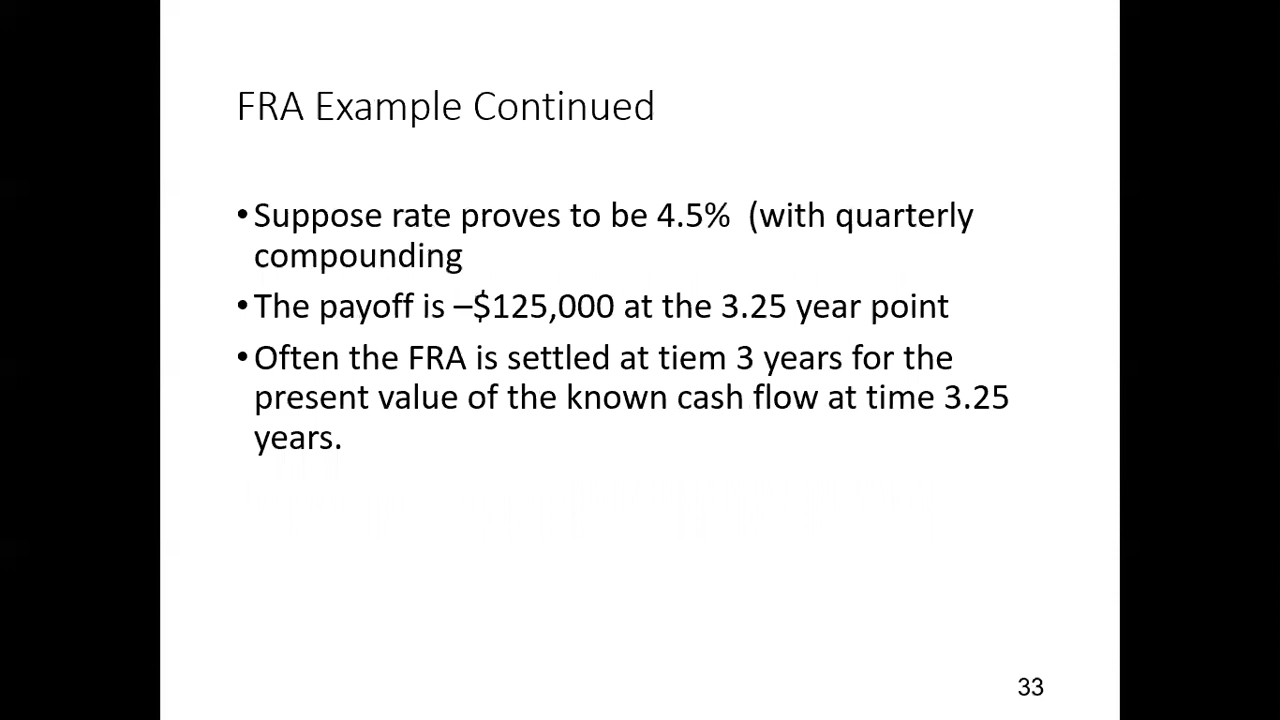 FRA Example Continued
•Suppose rate proves to be 4.5%  (with quarterly
compounding
•The payoff is –$125,000 at the 3.25 year point
•Often the FRA is settled at tiem 3 years for the
present value of the known cash flow at time 3.25
years.
33